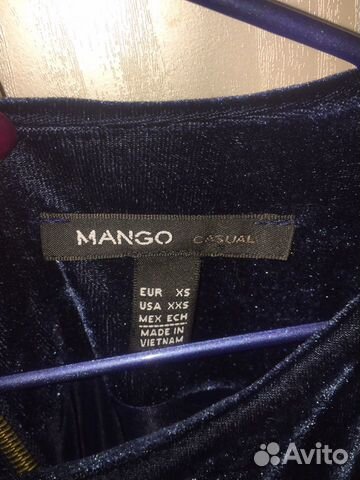 MANGO CASUAL
EUR XS
USA XXS
MEX ECH
MADE IN
VIETNAM
Avito